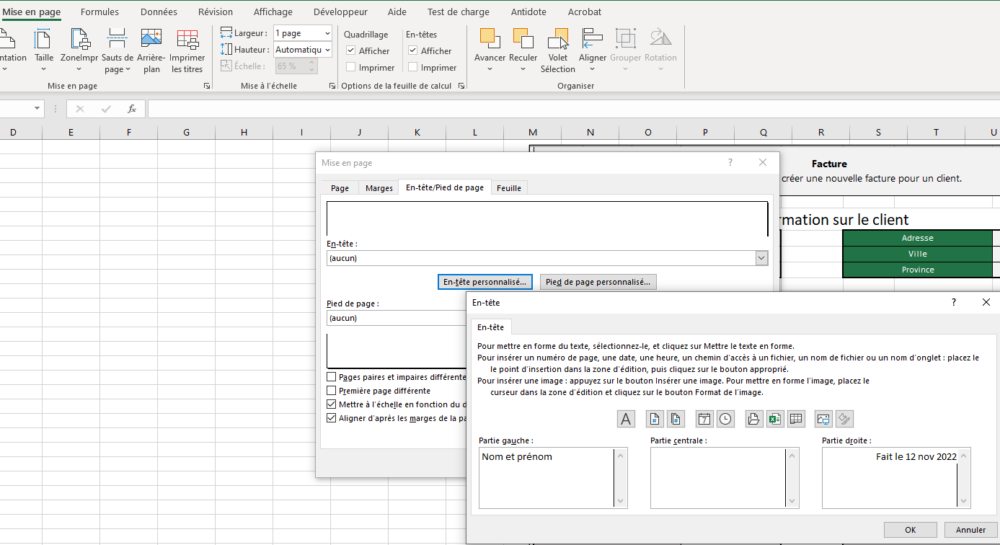 Mise en page Formules Données Révision Affichage Développeur Aide Test de charge Antidote Acrobat
ntation Taille ZoneImpr Sauts de page Arrière-plan Imprimer les titres
Mise en page
Largeur : 1 page
Hauteur : Automatiqu
Échelle : 65 %
Mise à l'échelle
Quadrillage En-têtes
Afficher Afficher
Imprimer Imprimer
Options de la feuille de calcul
Avancer Reculer Volet Sélection Aligner Grouper Rotation
Organiser
fx
D E F G H I J K L M N O P Q R S T U
Facture
créer une nouvelle facture pour un client.
rmation sur le client
Adresse
Ville
Province
Mise en page ?
Page Marges En-tête/Pied de page Feuille
En-tête :
(aucun)
En-tête personnalisé... Pied de page personnalisé...
Pied de page :
(aucun)
Pages paires et impaires différente
Première page différente
Mettre à l'échelle en fonction du d
Aligner d'après les marges de la pa
En-tête ?
En-tête
Pour mettre en forme du texte, sélectionnez-le, et cliquez sur Mettre le texte en forme.
Pour insérer un numéro de page, une date, une heure, un chemin d'accès à un fichier, un nom de fichier ou un nom d'onglet : placez le
le point d'insertion dans la zone d'édition, puis cliquez sur le bouton approprié.
Pour insérer une image : appuyez sur le bouton Insérer une image. Pour mettre en forme l'image, placez le
curseur dans la zone d'édition et cliquez sur le bouton Format de l'image.
A # # 7
Partie gauche : Partie centrale : Partie droite :
Nom et prénom Fait le 12 nov 2022
OK Annuler